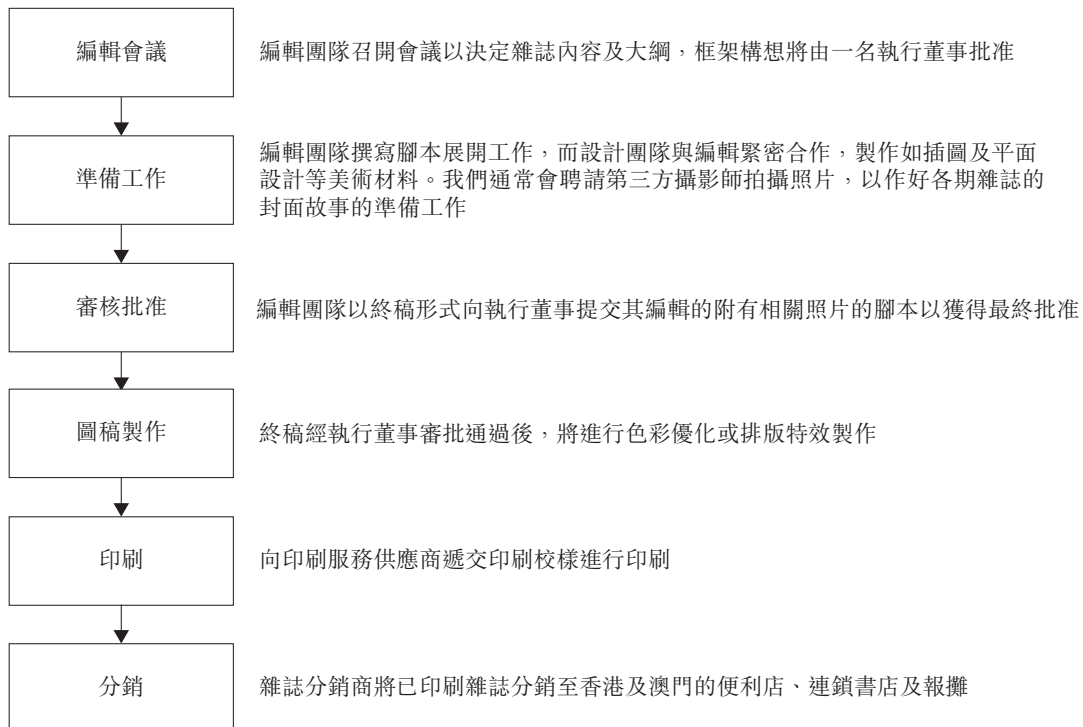 編輯會議
編輯團隊召開會議以決定雜誌內容及大綱，框架構想將由一名執行董事批准
準備工作
編輯團隊撰寫腳本展開工作，而設計團隊與編輯緊密合作，製作如插圖及平面
設計等美術材料。我們通常會聘請第三方攝影師拍攝照片，以作好各期雜誌的
封面故事的準備工作
審核批准
編輯團隊以終稿形式向執行董事提交其編輯的附有相關照片的腳本以獲得最終批准
圖稿製作
終稿經執行董事審批通過後，將進行色彩優化或排版特效製作
印刷
向印刷服務供應商遞交印刷校樣進行印刷
分銷
雜誌分銷商將已印刷雜誌分銷至香港及澳門的便利店、連鎖書店及報攤